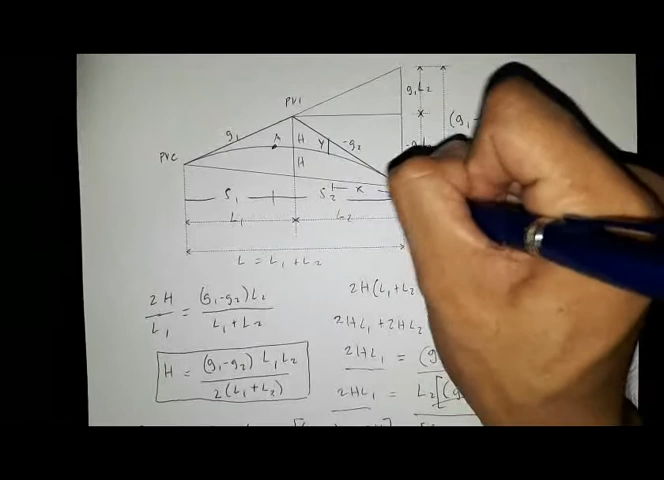 g₁L₂
PVI
(g₁-
g₁ A H Y -g₂
PVC H
S₁ S₂ x
L₁ L₂
L = L₁ + L₂
2H/L₁ = (g₁-g₂)L₂/(L₁+L₂)
H = (g₁-g₂) L₁L₂/2(L₁+L₂)
2H(L₁+L₂
2HL₁+2HL₂
2HL₁ = (g
2HL₁ = L₂[(g